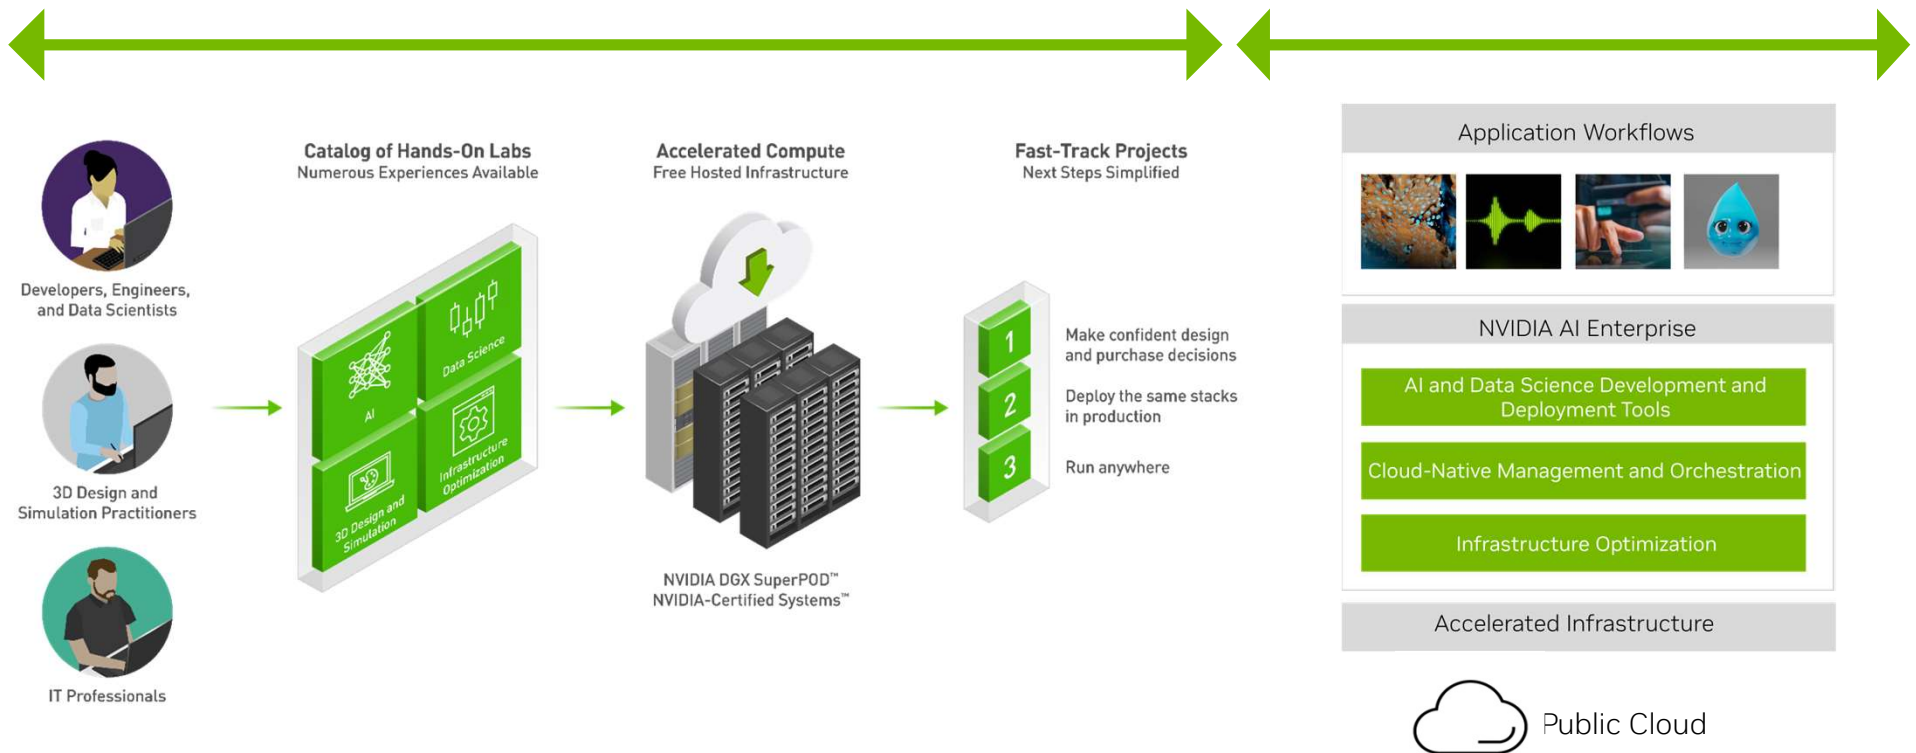 Developers, Engineers,
and Data Scientists
3D Design and
Simulation Practitioners
IT Professionals
Catalog of Hands-On Labs
Numerous Experiences Available
AI
Data Science
3D Design and
Simulation
Infrastructure
Optimization
Accelerated Compute
Free Hosted Infrastructure
NVIDIA DGX SuperPOD™
NVIDIA-Certified Systems™
Fast-Track Projects
Next Steps Simplified
1
Make confident design
and purchase decisions
2
Deploy the same stacks
in production
3
Run anywhere
Application Workflows
NVIDIA AI Enterprise
AI and Data Science Development and
Deployment Tools
Cloud-Native Management and Orchestration
Infrastructure Optimization
Accelerated Infrastructure
Public Cloud